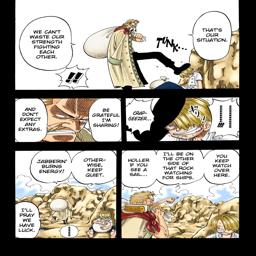 THAT'S
OUR
SITUATION.
WE CAN'T
WASTE OUR
STRENGTH
FIGHTING
EACH
OTHER.
TUNK...
!!!
CRAP-
GEEZER...
BE
GRATEFUL
I'M
SHARING!
AND
DON'T
EXPECT
ANY
EXTRAS.
YOU
KEEP
WATCH
OVER
HERE.
I'LL BE
ON THE
OTHER
SIDE OF
THAT ROCK
WATCHING
FOR SHIPS.
HOLLER
IF YOU
SEE A
SAIL....
OTHER-
WISE,
KEEP
QUIET.
JABBERIN'
BURNS
ENERGY!
I'LL
PRAY
WE HAVE
LUCK.